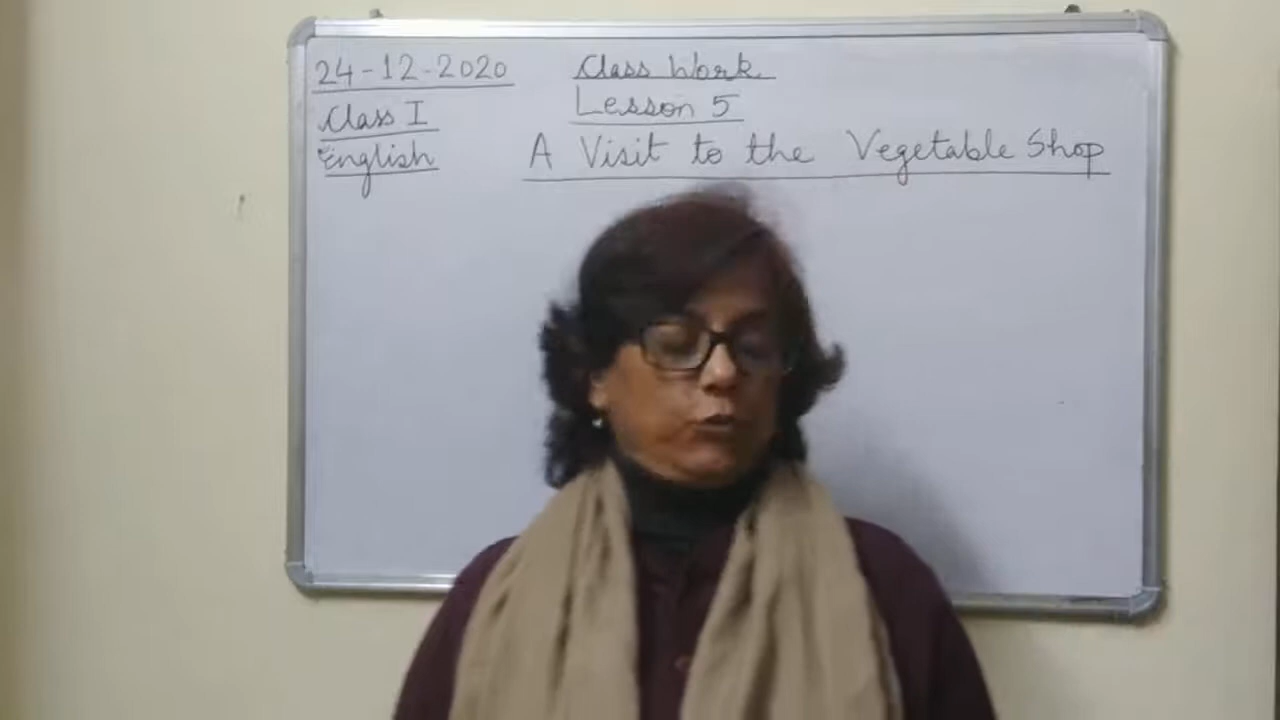 24-12-2020
Class I
English
Class Work
Lesson 5
A Visit to the Vegetable Shop